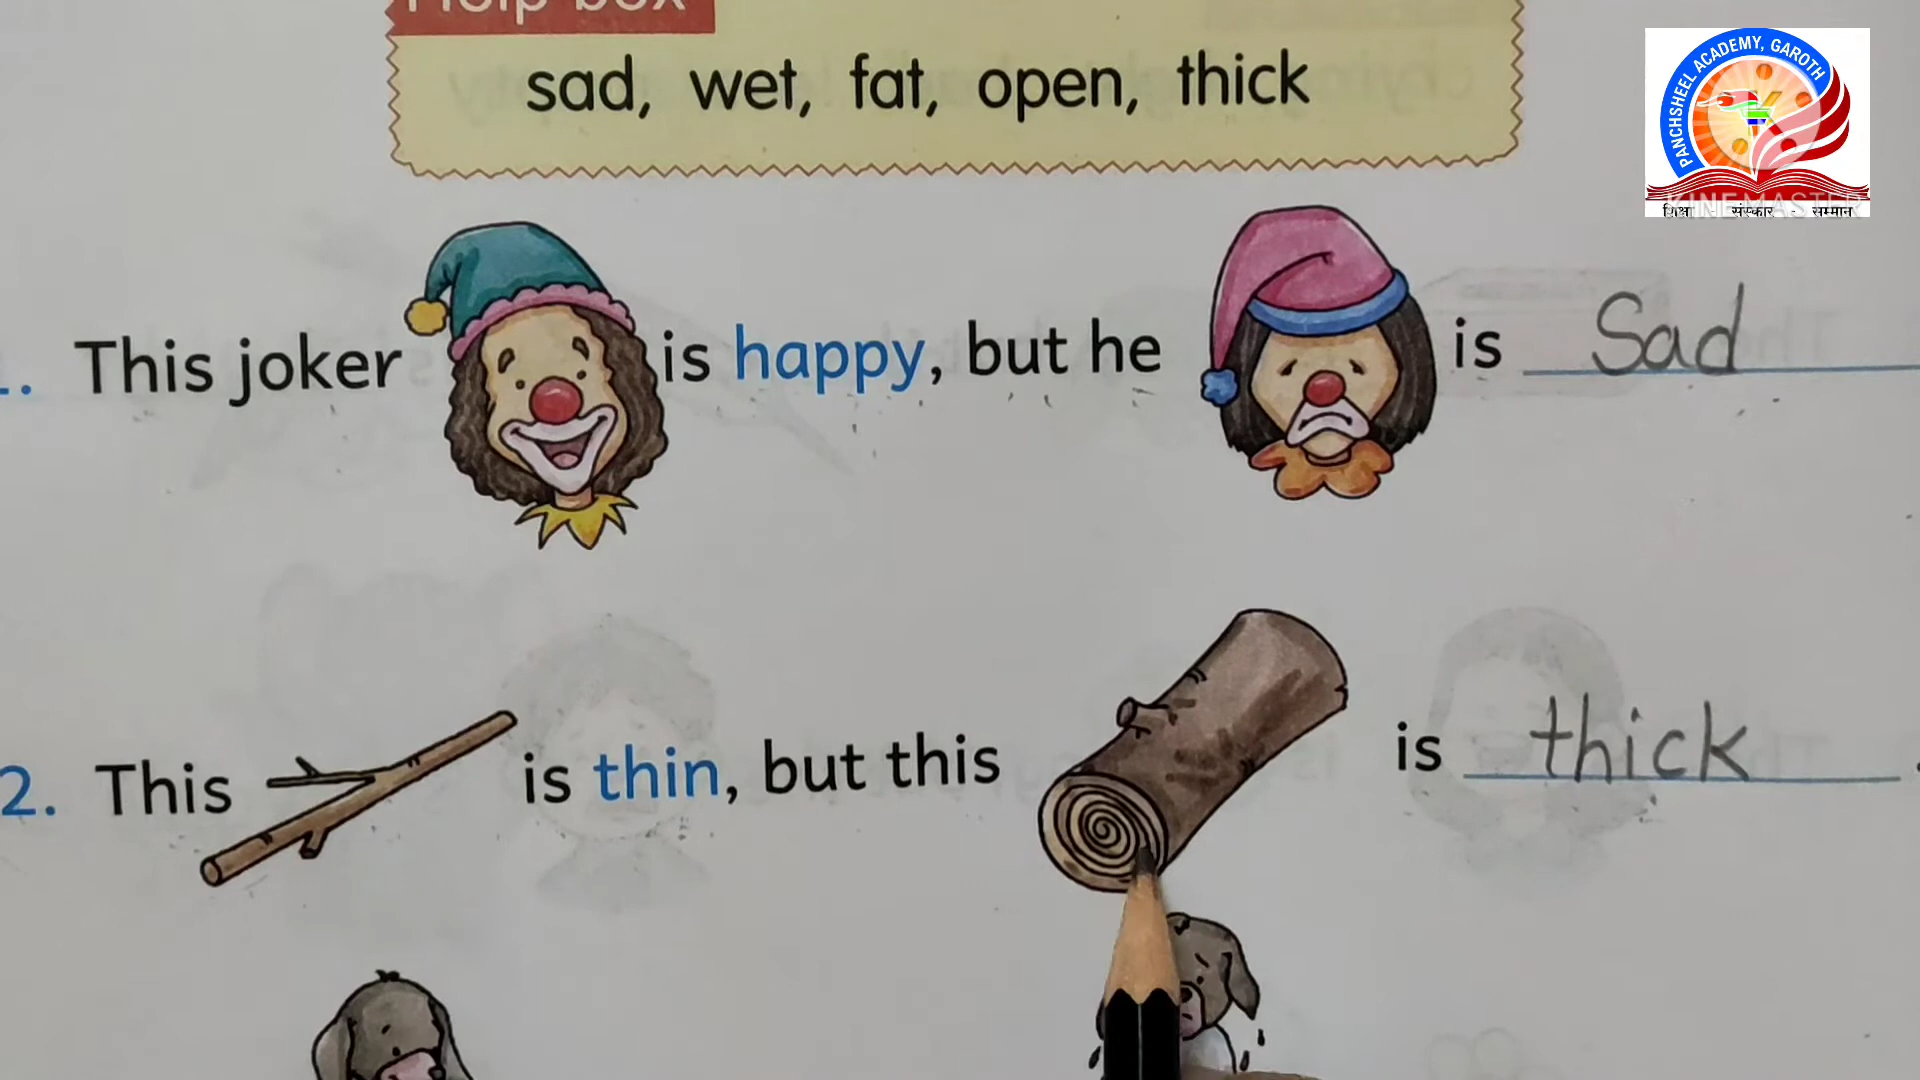 Help box
sad, wet, fat, open, thick
PANCHSHEEL ACADEMY, GAROTH
KINEMASTER
शिक्षा संस्कार - सम्मान
1. This joker is happy, but he is Sad
2. This is thin, but this is thick.